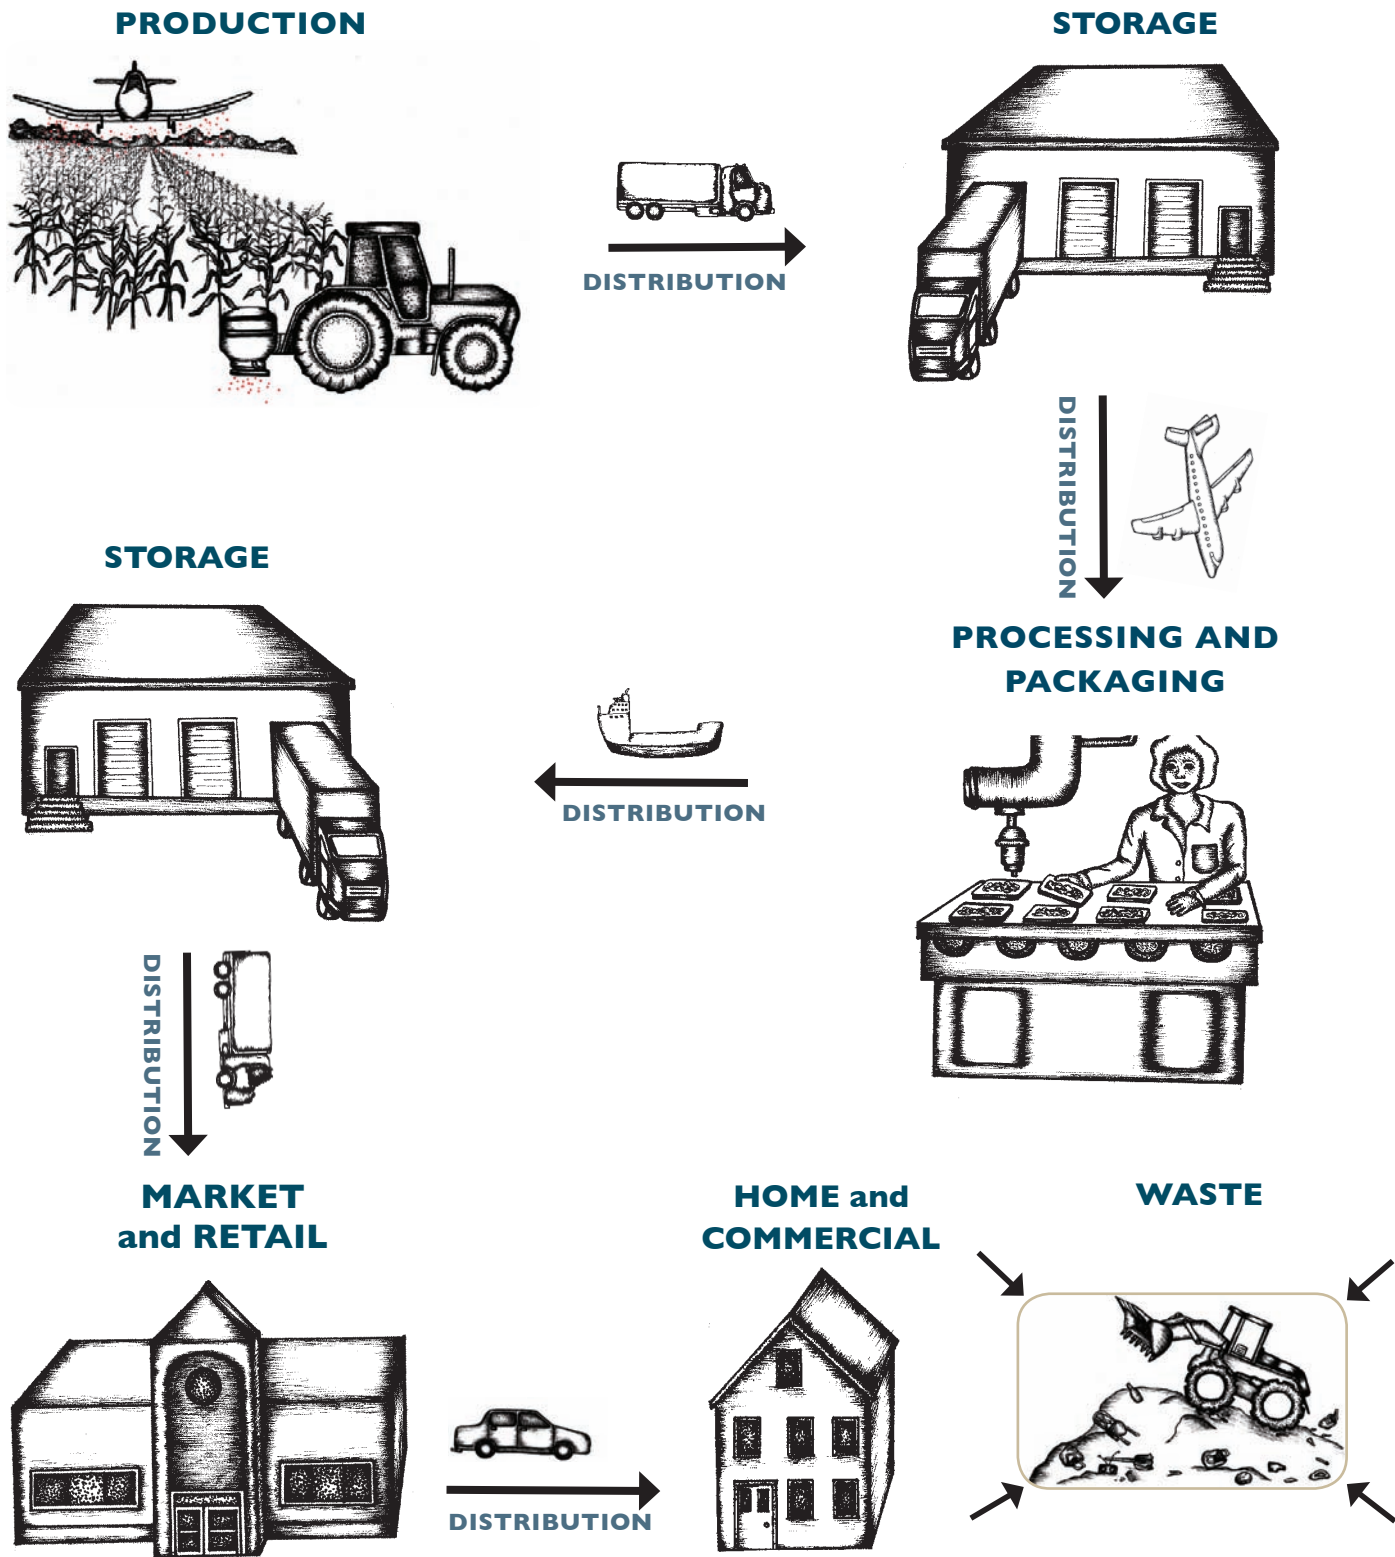 PRODUCTION
STORAGE
DISTRIBUTION
DISTRIBUTION
PROCESSING AND
PACKAGING
DISTRIBUTION
STORAGE
DISTRIBUTION
MARKET
and RETAIL
DISTRIBUTION
HOME and
COMMERCIAL
WASTE